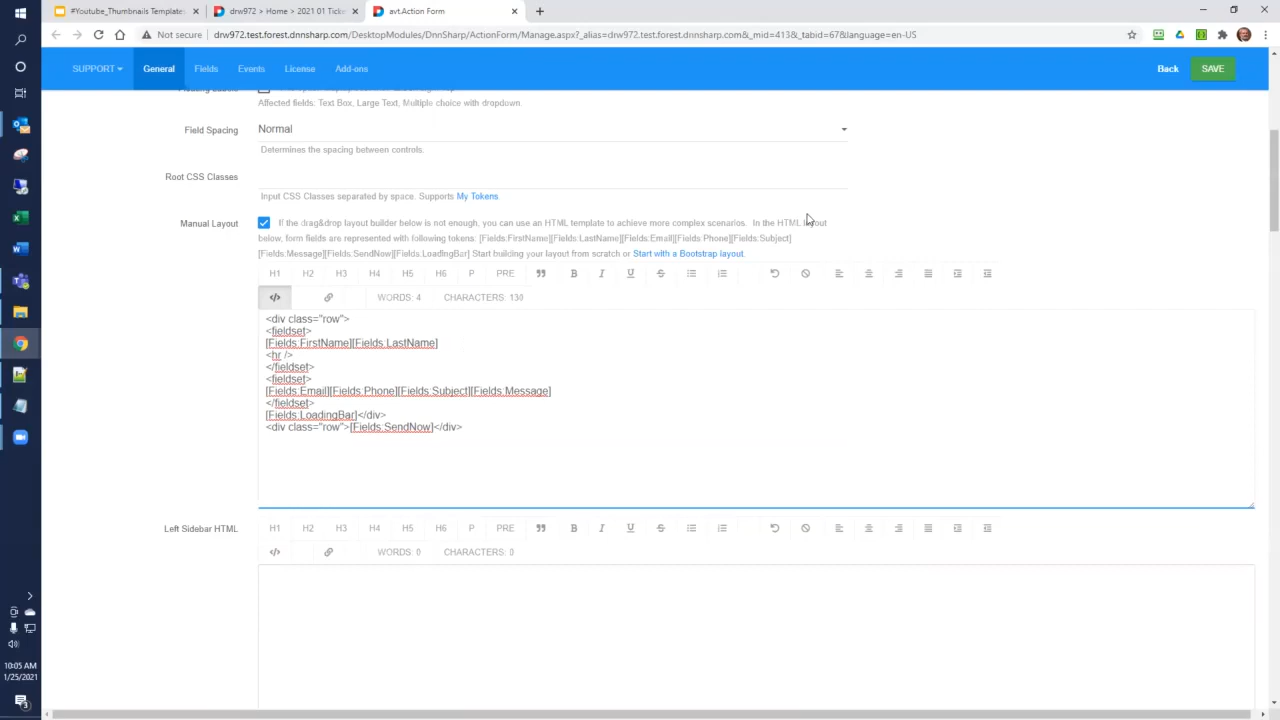 #Youtube_Thumbnails Templates
drw972 > Home > 2021 01 Ticke
avt.Action Form
Not secure drw972.test.forest.dnnsharp.com/DesktopModules/DnnSharp/ActionForm/Manage.aspx?_alias=drw972.test.forest.dnnsharp.com&_mid=413&_tabid=67&language=en-US
SUPPORT General Fields Events License Add-ons Back SAVE
Affected fields: Text Box, Large Text, Multiple choice with dropdown.
Field Spacing Normal
Determines the spacing between controls.
Root CSS Classes
Input CSS Classes separated by space. Supports My Tokens.
Manual Layout If the drag&drop layout builder below is not enough, you can use an HTML template to achieve more complex scenarios. In the HTML layout
below, form fields are represented with following tokens: [Fields:FirstName][Fields:LastName][Fields:Email][Fields:Phone][Fields:Subject]
[Fields:Message][Fields:SendNow][Fields:LoadingBar] Start building your layout from scratch or Start with a Bootstrap layout.
H1 H2 H3 H4 H5 H6 P PRE
WORDS: 4 CHARACTERS: 130
<div class="row">
<fieldset>
[Fields:FirstName][Fields:LastName]
<hr />
</fieldset>
<fieldset>
[Fields:Email][Fields:Phone][Fields:Subject][Fields:Message]
</fieldset>
[Fields:LoadingBar]</div>
<div class="row">[Fields:SendNow]</div>
Left Sidebar HTML H1 H2 H3 H4 H5 H6 P PRE
WORDS: 0 CHARACTERS: 0
10:05 AM
1/25/2021